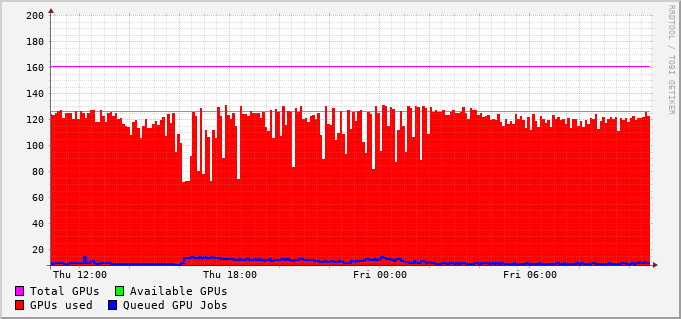 200
180
160
140
120
100
80
60
40
20
Thu 12:00 Thu 18:00 Fri 00:00 Fri 06:00
Total GPUs Available GPUs
GPUs used Queued GPU Jobs
RRDTOOL / TOBI OETIKER